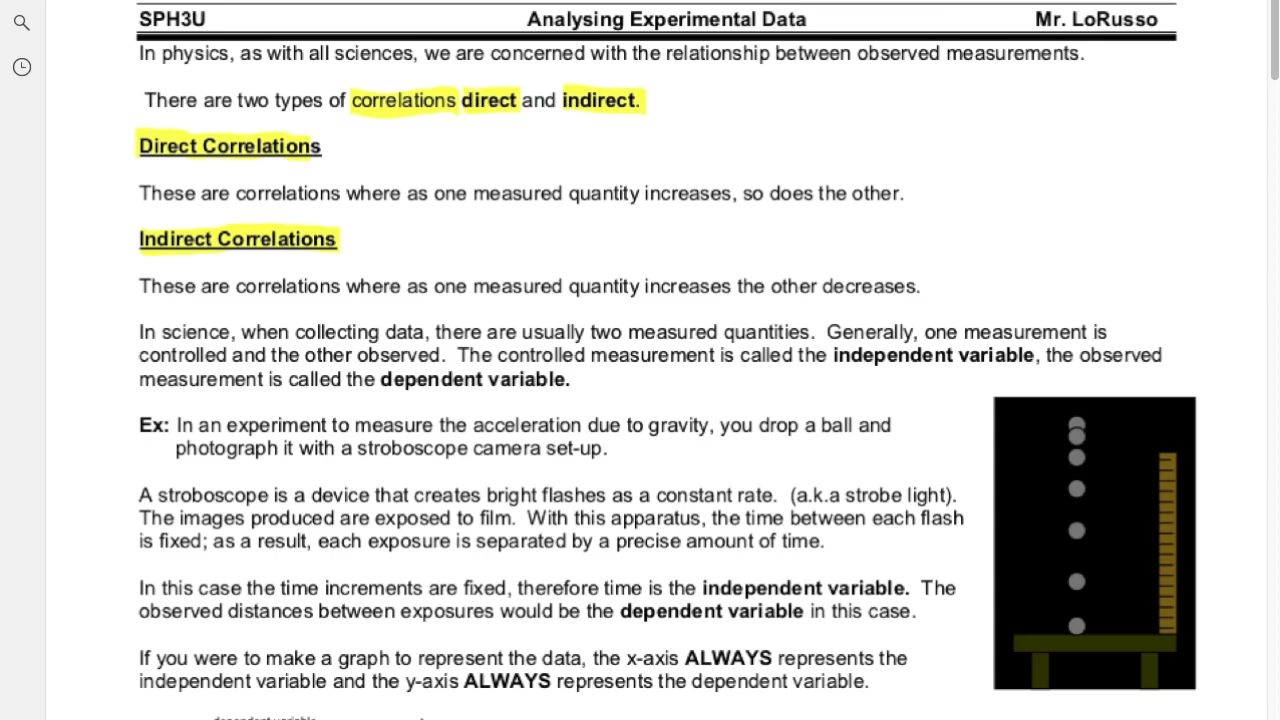 SPH3U Analysing Experimental Data Mr. LoRusso
In physics, as with all sciences, we are concerned with the relationship between observed measurements.
There are two types of correlations direct and indirect.
Direct Correlations
These are correlations where as one measured quantity increases, so does the other.
Indirect Correlations
These are correlations where as one measured quantity increases the other decreases.
In science, when collecting data, there are usually two measured quantities. Generally, one measurement is
controlled and the other observed. The controlled measurement is called the independent variable, the observed
measurement is called the dependent variable.
Ex: In an experiment to measure the acceleration due to gravity, you drop a ball and
photograph it with a stroboscope camera set-up.
A stroboscope is a device that creates bright flashes as a constant rate. (a.k.a strobe light).
The images produced are exposed to film. With this apparatus, the time between each flash
is fixed; as a result, each exposure is separated by a precise amount of time.
In this case the time increments are fixed, therefore time is the independent variable. The
observed distances between exposures would be the dependent variable in this case.
If you were to make a graph to represent the data, the x-axis ALWAYS represents the
independent variable and the y-axis ALWAYS represents the dependent variable.
dependent variable